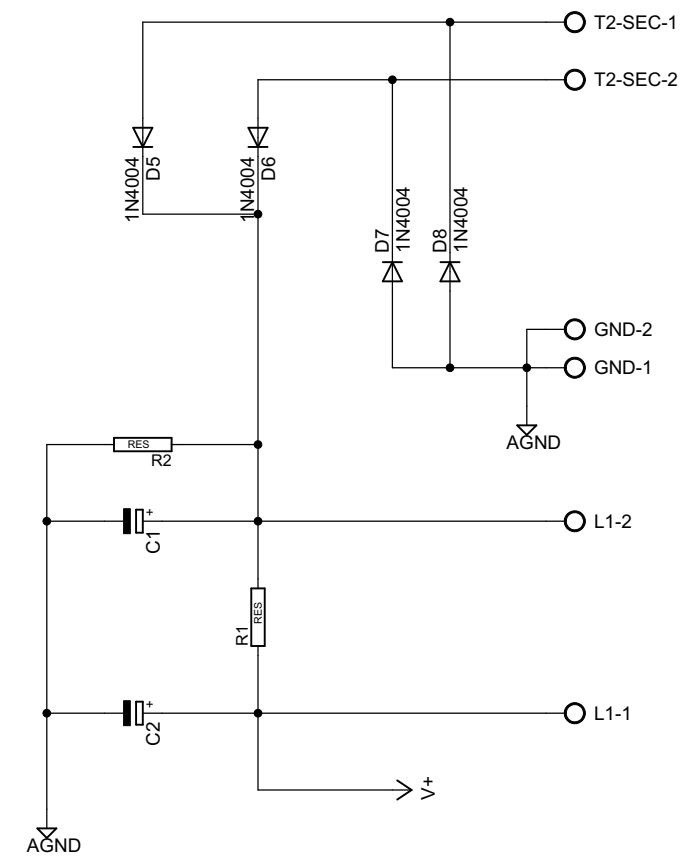 T2-SEC-1
T2-SEC-2
1N4004
D5
1N4004
D6
D7
1N4004
D8
1N4004
GND-2
GND-1
AGND
RES
R2
+
C1
L1-2
RES
R1
+
C2
L1-1
V+
AGND